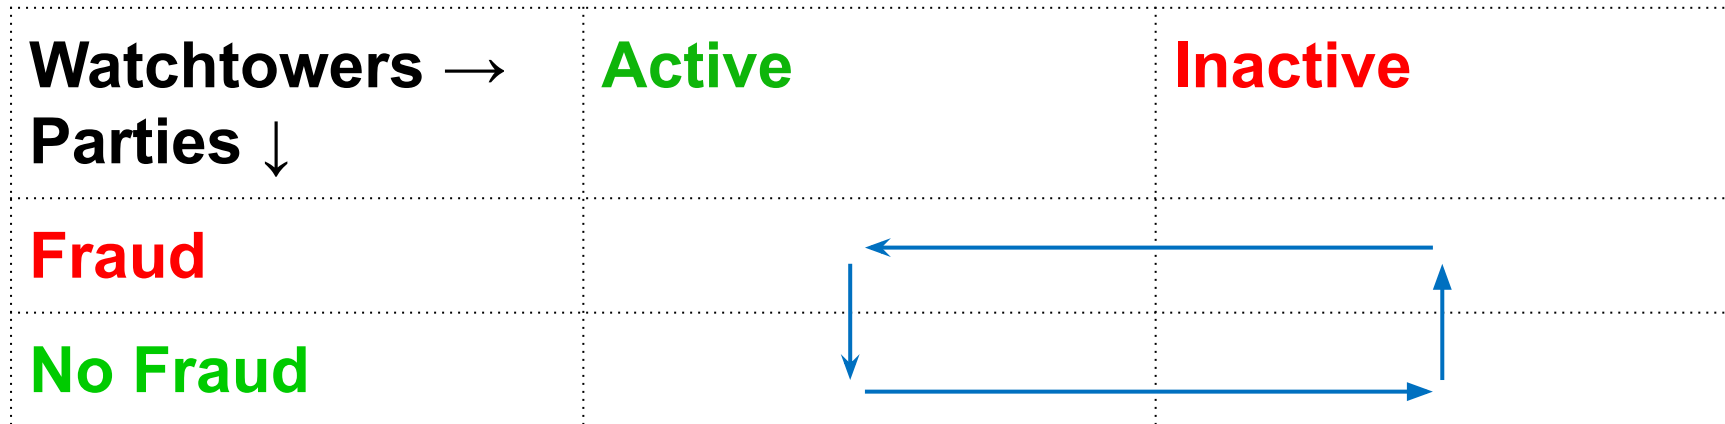 Watchtowers → Active Inactive
Parties ↓
Fraud
No Fraud